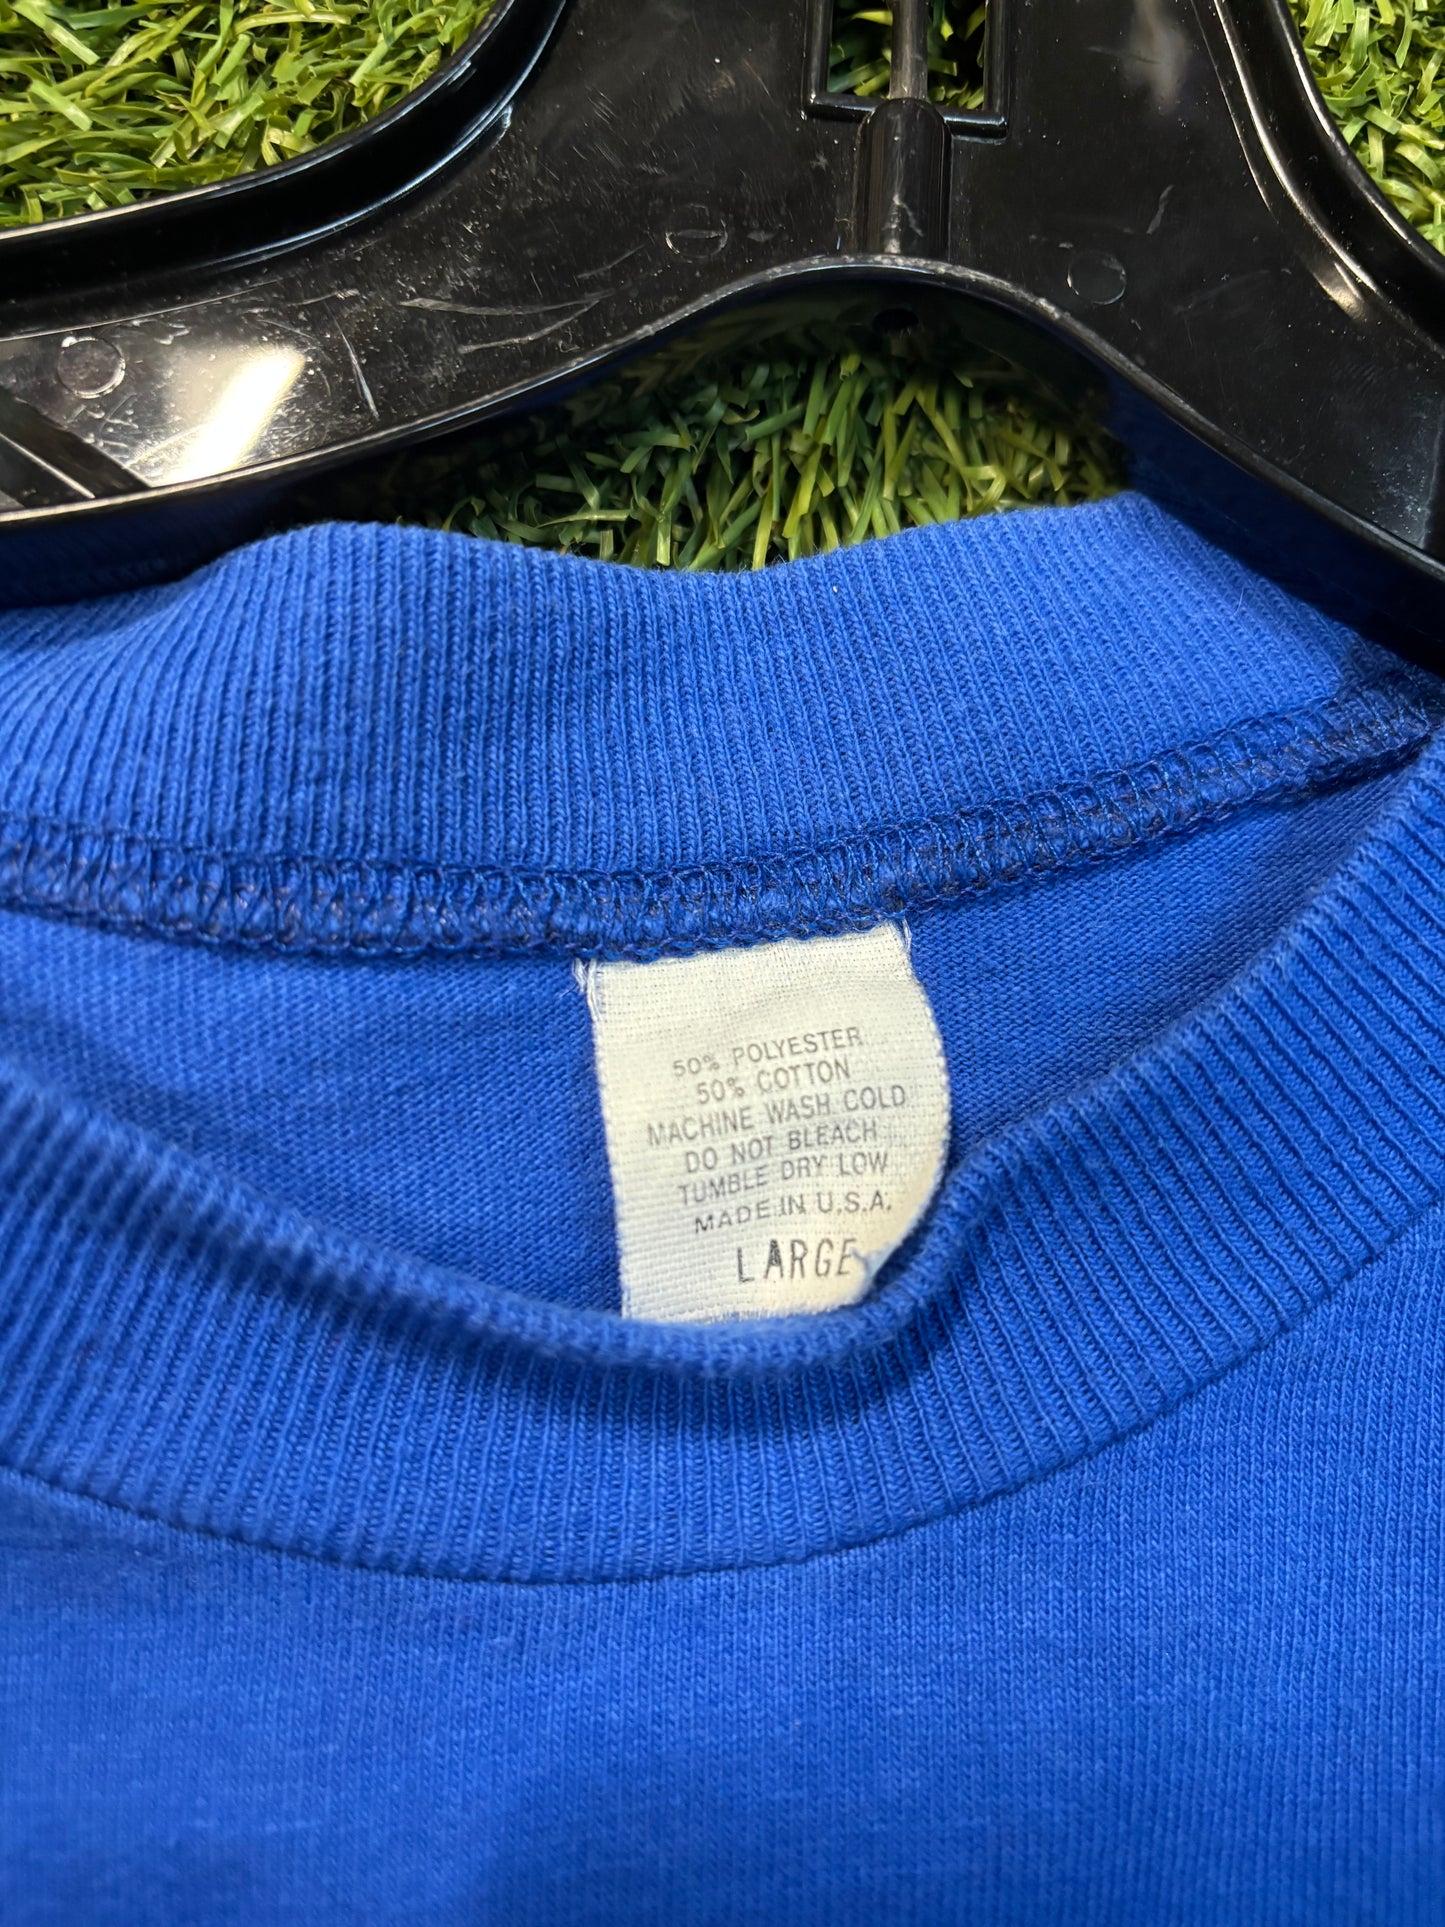 50% POLYESTER
50% COTTON
MACHINE WASH COLD
DO NOT BLEACH
TUMBLE DRY LOW
MADE IN U.S.A.
LARGE